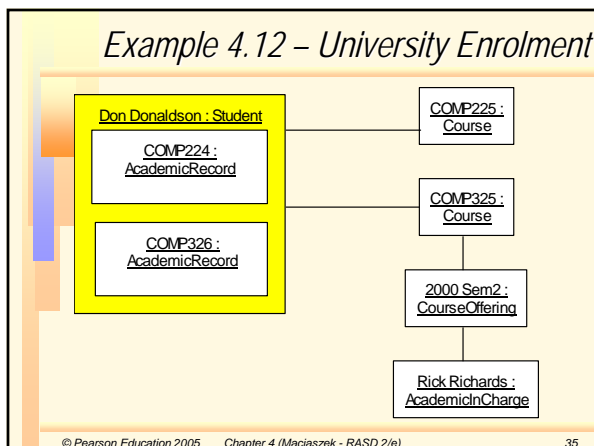 Example 4.12 – University Enrolment
Don Donaldson : Student
COMP224 :
AcademicRecord
COMP326 :
AcademicRecord
COMP225 :
Course
COMP325 :
Course
2000 Sem2 :
CourseOffering
Rick Richards :
AcademicInCharge
© Pearson Education 2005 Chapter 4 (Maciaszek - RASD 2/e) 35